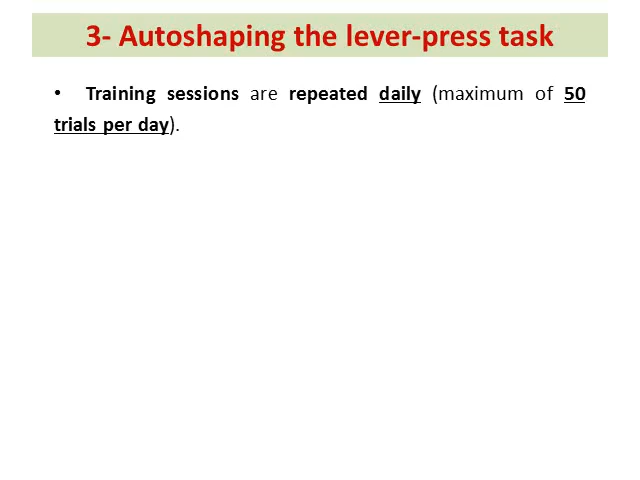 3- Autoshaping the lever-press task
• Training sessions are repeated daily (maximum of 50
trials per day).